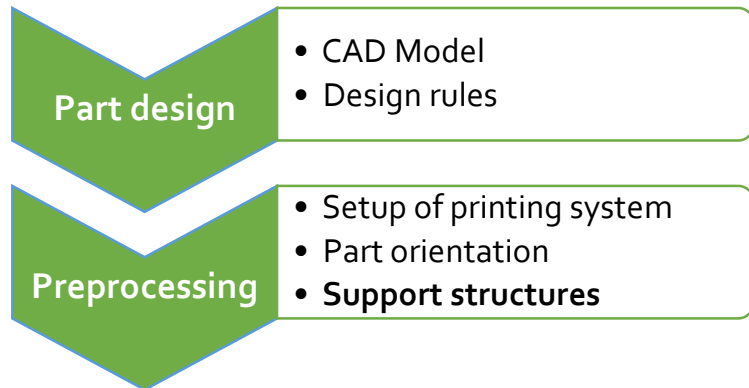 Part design
• CAD Model
• Design rules
Preprocessing
• Setup of printing system
• Part orientation
• Support structures